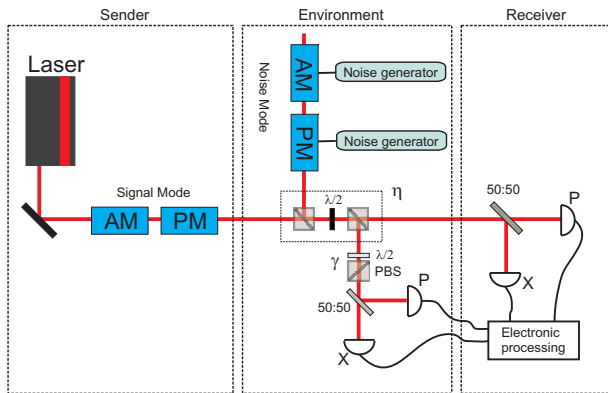 Sender
Environment
Receiver
Laser
Noise Mode
AM
Noise generator
PM
Noise generator
Signal Mode
AM
PM
λ/2
η
50:50
P
γ
λ/2
PBS
P
X
50:50
X
Electronic
processing